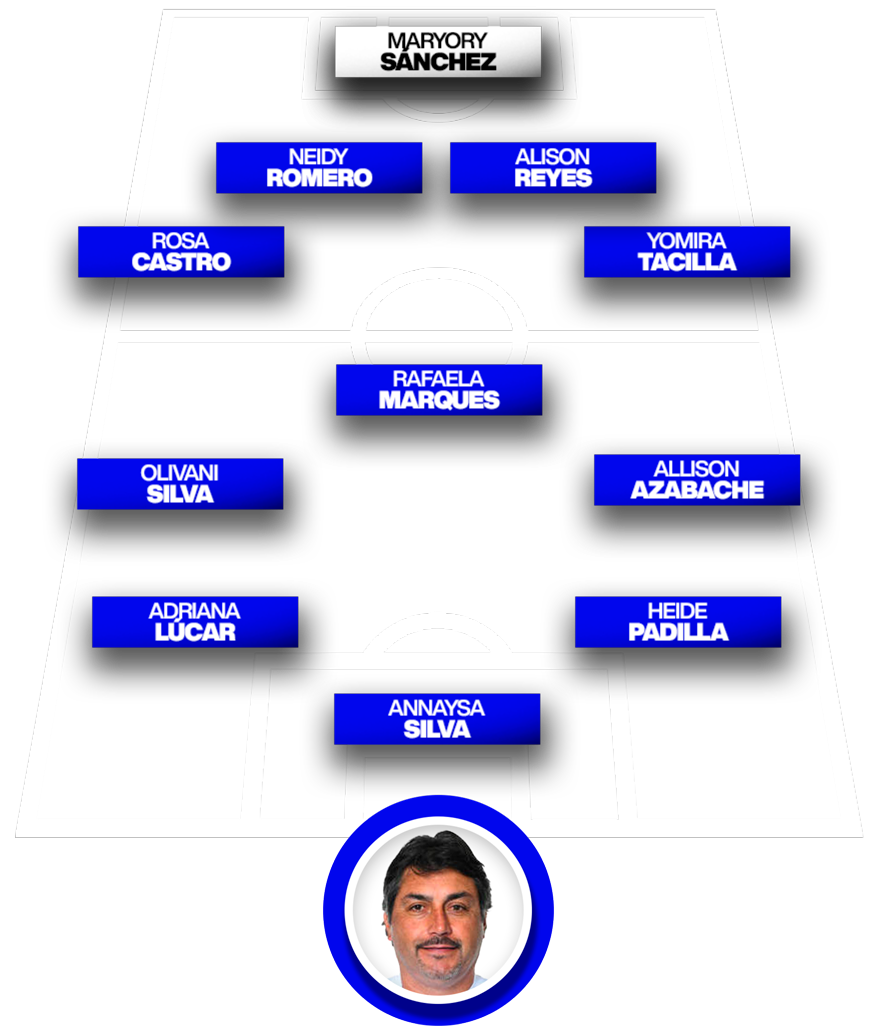 MARYORY
SÁNCHEZ
NEIDY
ROMERO
ALISON
REYES
ROSA
CASTRO
YOMIRA
TACILLA
RAFAELA
MARQUES
OLIVANI
SILVA
ALLISON
AZABACHE
ADRIANA
LÚCAR
HEIDE
PADILLA
ANNAYSA
SILVA